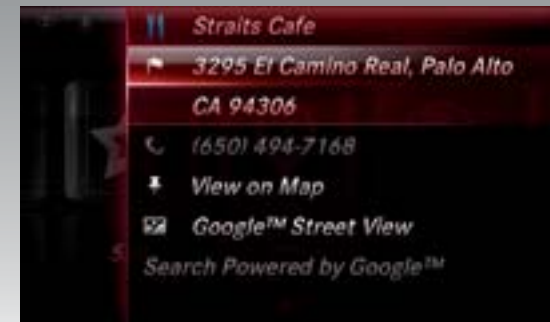 Straits Cafe
3295 El Camino Real, Palo Alto
CA 94306
(650) 494-7168
View on Map
Google™ Street View
Search Powered by Google™